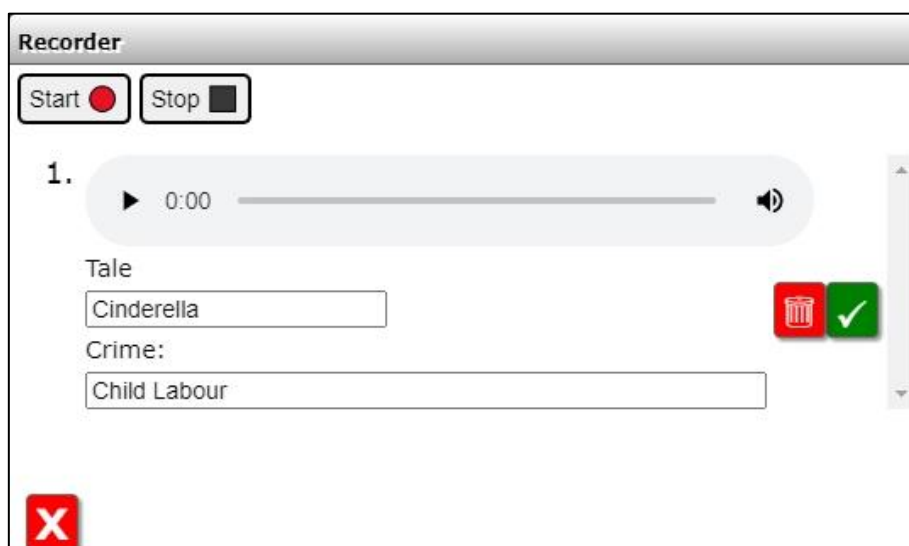 Recorder
Start Stop
1.
0:00
Tale
Cinderella
Crime:
Child Labour
X